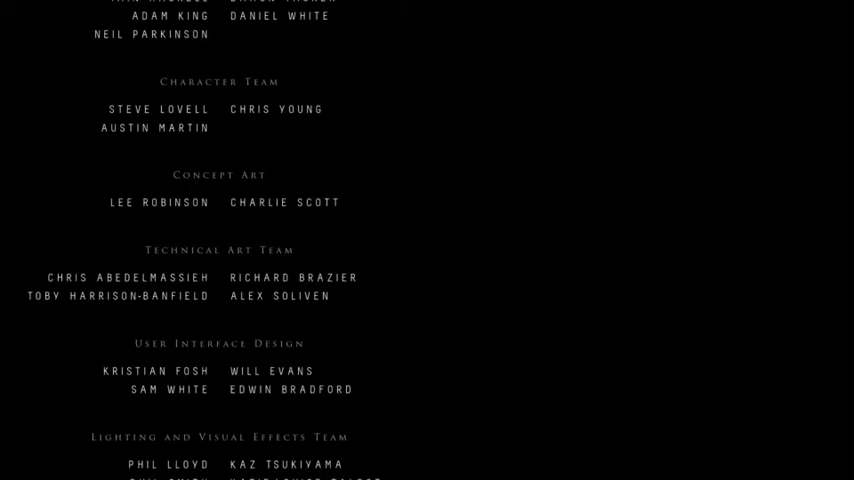 ADAM KING DANIEL WHITE
NEIL PARKINSON
CHARACTER TEAM
STEVE LOVELL CHRIS YOUNG
AUSTIN MARTIN
CONCEPT ART
LEE ROBINSON CHARLIE SCOTT
TECHNICAL ART TEAM
CHRIS ABEDELMASSIEH RICHARD BRAZIER
TOBY HARRISON-BANFIELD ALEX SOLIVEN
USER INTERFACE DESIGN
KRISTIAN FOSH WILL EVANS
SAM WHITE EDWIN BRADFORD
LIGHTING AND VISUAL EFFECTS TEAM
PHIL LLOYD KAZ TSUKIYAMA